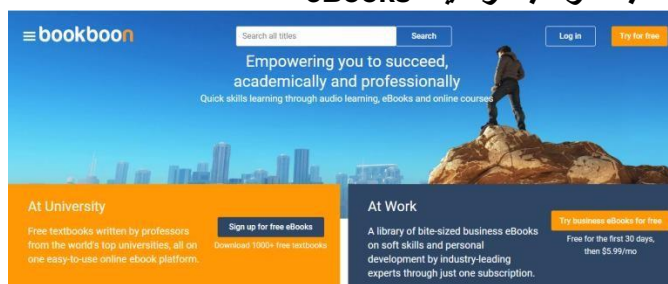 eBooks
bookboon
Search all titles
Search
Log in
Try for free
Empowering you to succeed,
academically and professionally
Quick skills learning through audio learning, eBooks and online courses
At University
Free textbooks written by professors
from the world's top universities, all on
one easy-to-use online ebook platform.
Sign up for free eBooks
Download 1000+ free textbooks
At Work
A library of bite-sized business eBooks
on soft skills and personal
development by industry-leading
experts through just one subscription.
Try business eBooks for free
Free for the first 30 days,
then $5.99/mo